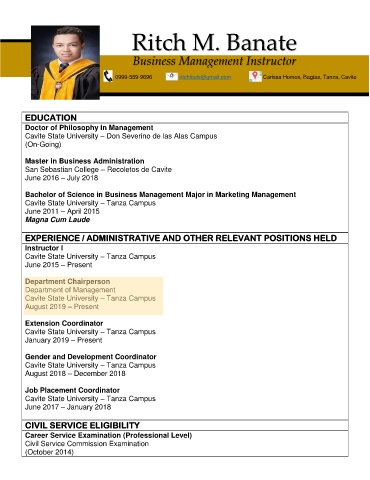 Ritch M. Banate
Business Management Instructor
0999-589-9696
Carissa Homes, Bagtas, Tanza, Cavite
EDUCATION
Doctor of Philosophy in Management
Cavite State University – Don Severino de las Alas Campus
(On-Going)
Master in Business Administration
San Sebastian College – Recoletos de Cavite
June 2016 – July 2018
Bachelor of Science in Business Management Major in Marketing Management
Cavite State University – Tanza Campus
June 2011 – April 2015
Magna Cum Laude
EXPERIENCE / ADMINISTRATIVE AND OTHER RELEVANT POSITIONS HELD
Instructor I
Cavite State University – Tanza Campus
June 2015 – Present
Department Chairperson
Department of Management
Cavite State University – Tanza Campus
August 2019 – Present
Extension Coordinator
Cavite State University – Tanza Campus
January 2019 – Present
Gender and Development Coordinator
Cavite State University – Tanza Campus
August 2018 – December 2018
Job Placement Coordinator
Cavite State University – Tanza Campus
June 2017 – January 2018
CIVIL SERVICE ELIGIBILITY
Career Service Examination (Professional Level)
Civil Service Commission Examination
(October 2014)